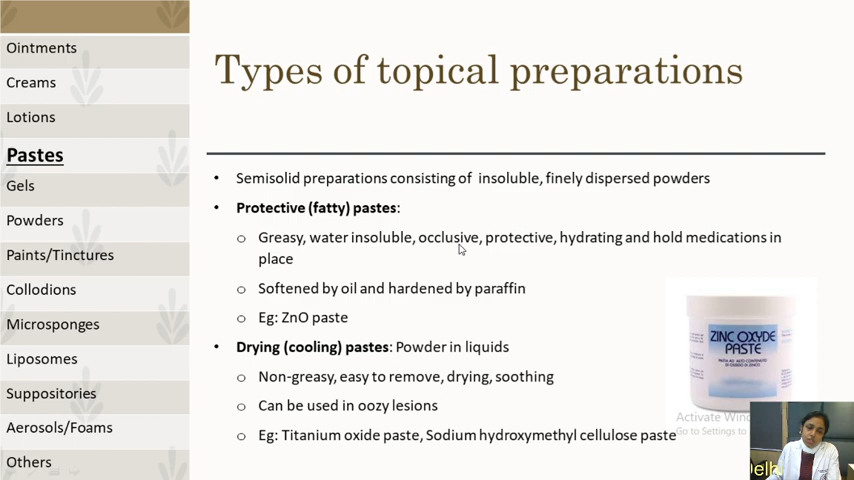 Ointments
Creams
Lotions
Pastes
Gels
Powders
Paints/Tinctures
Collodions
Microsponges
Liposomes
Suppositories
Aerosols/Foams
Others
Types of topical preparations
• Semisolid preparations consisting of insoluble, finely dispersed powders
• Protective (fatty) pastes:
o Greasy, water insoluble, occlusive, protective, hydrating and hold medications in
place
o Softened by oil and hardened by paraffin
o Eg: ZnO paste
• Drying (cooling) pastes: Powder in liquids
o Non-greasy, easy to remove, drying, soothing
o Can be used in oozy lesions
o Eg: Titanium oxide paste, Sodium hydroxymethyl cellulose paste
ZINC OXYDE
PASTE
Activate Win
Go to Settings to
Delhi